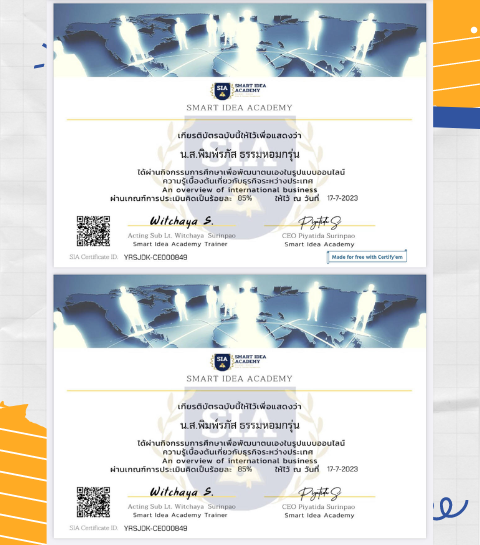 SIA
SMART IDEA
ACADEMY
SMART IDEA ACADEMY
เกียรติบัตรฉบับนี้ให้ไว้เพื่อแสดงว่า
น.ส.พิมพ์รภัส ธรรมหอมกรุ่น
ได้ผ่านกิจกรรมการศึกษาเพื่อพัฒนาตนเองในรูปแบบออนไลน์
ความรู้เบื้องต้นเกี่ยวกับธุรกิจระหว่างประเทศ
An overview of international business
ผ่านเกณฑ์การประเมินคิดเป็นร้อยละ 85% ให้ไว้ ณ วันที่ 17-7-2023
Witchaya S.
Acting Sub Lt. Witchaya Surinpao CEO Piyatida Surinpao
Smart Idea Academy Trainer Smart Idea Academy
SIA Certificate ID YRSJDK-CE000849
Made for free with Certify'em
SIA
SMART IDEA
ACADEMY
SMART IDEA ACADEMY
เกียรติบัตรฉบับนี้ให้ไว้เพื่อแสดงว่า
น.ส.พิมพ์รภัส ธรรมหอมกรุ่น
ได้ผ่านกิจกรรมการศึกษาเพื่อพัฒนาตนเองในรูปแบบออนไลน์
ความรู้เบื้องต้นเกี่ยวกับธุรกิจระหว่างประเทศ
An overview of international business
ผ่านเกณฑ์การประเมินคิดเป็นร้อยละ 85% ให้ไว้ ณ วันที่ 17-7-2023
Witchaya S.
Acting Sub Lt. Witchaya Surinpao CEO Piyatida Surinpao
Smart Idea Academy Trainer Smart Idea Academy
SIA Certificate ID YRSJDK-CE000849